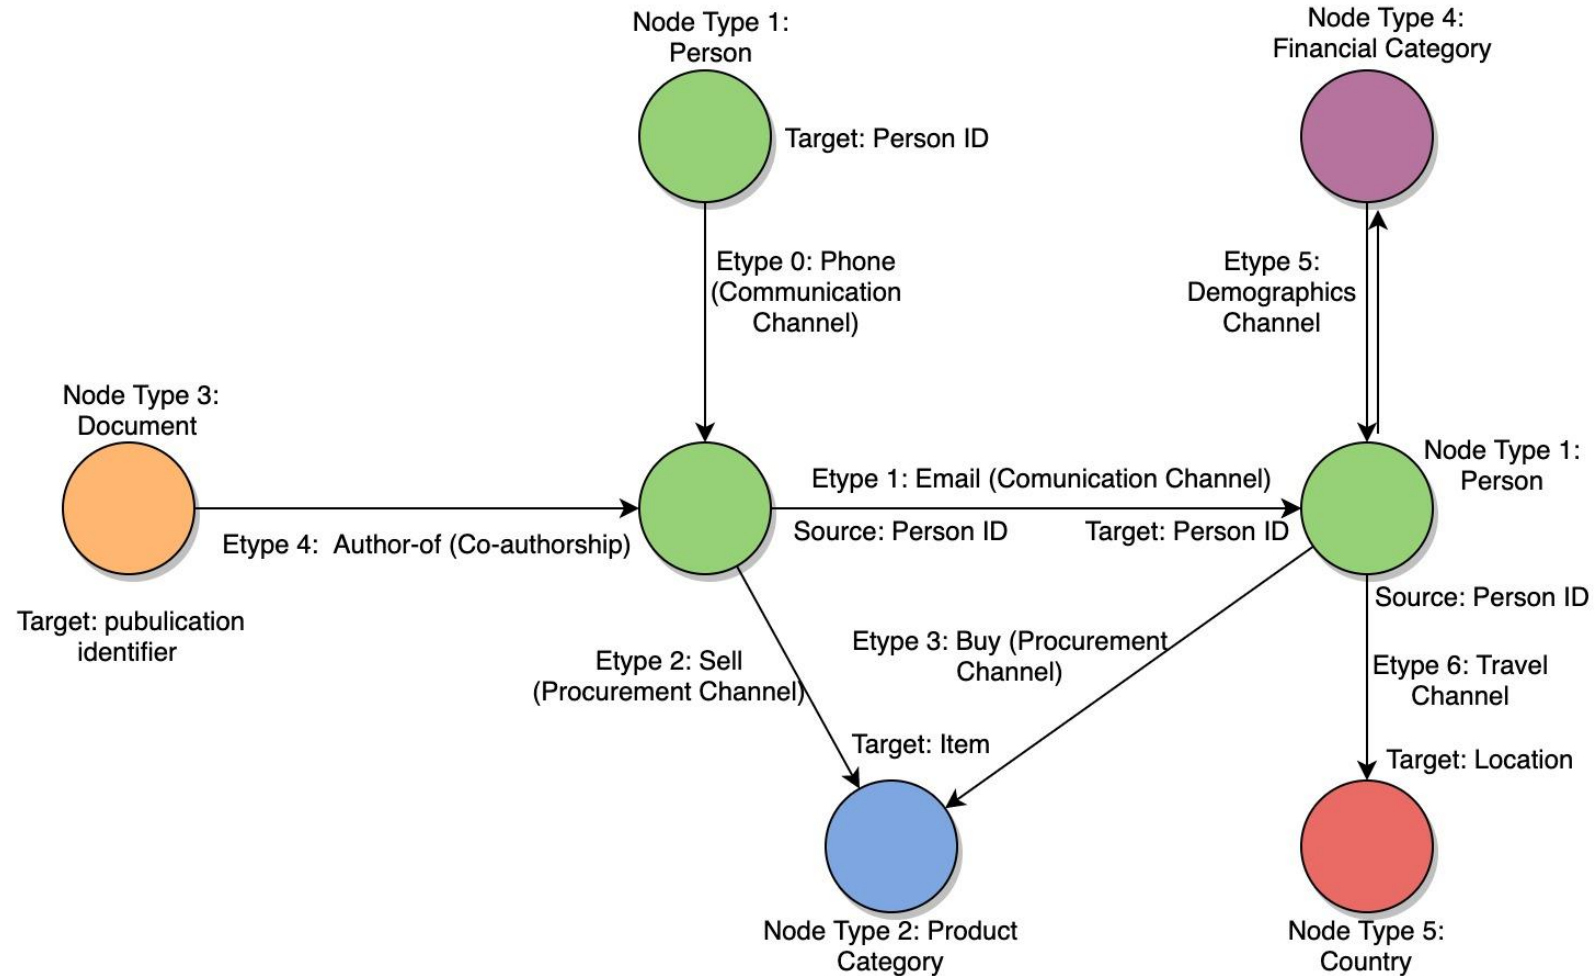 Node Type 1:
Person
Target: Person ID
Node Type 4:
Financial Category
Etype 0: Phone
(Communication
Channel)
Etype 5:
Demographics
Channel
Node Type 3:
Document
Etype 4:  Author-of (Co-authorship)
Target: pubulication
identifier
Etype 1: Email (Comunication Channel)
Source: Person ID
Target: Person ID
Node Type 1:
Person
Source: Person ID
Etype 2: Sell
(Procurement Channel)
Etype 3: Buy (Procurement
Channel)
Etype 6: Travel
Channel
Target: Item
Target: Location
Node Type 2: Product
Category
Node Type 5:
Country